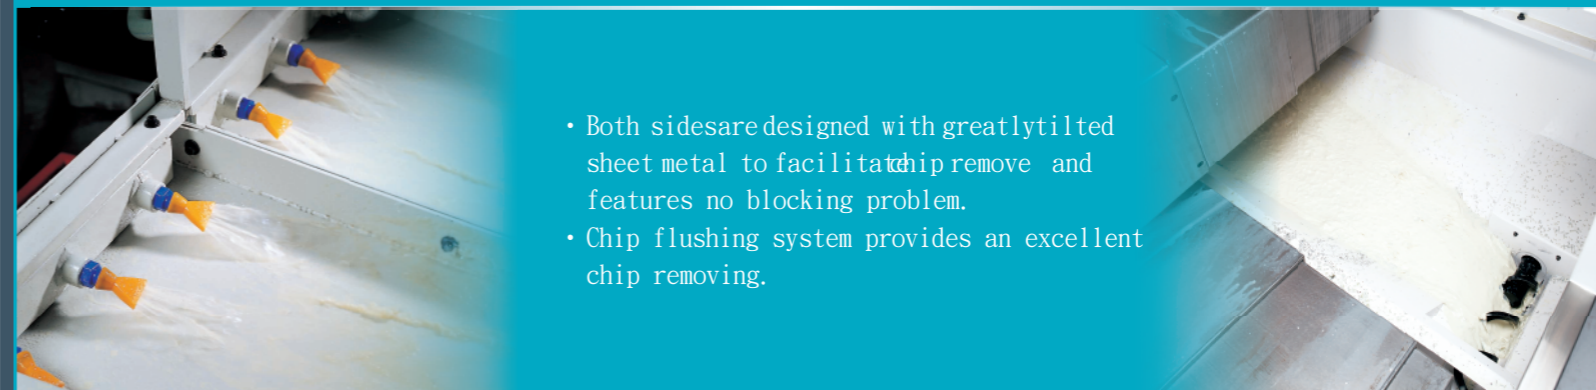 ・Both sidesare designed with greatlytilted
sheet metal to facilitatchip remove and
features no blocking problem.
・Chip flushing system provides an excellent
chip removing.